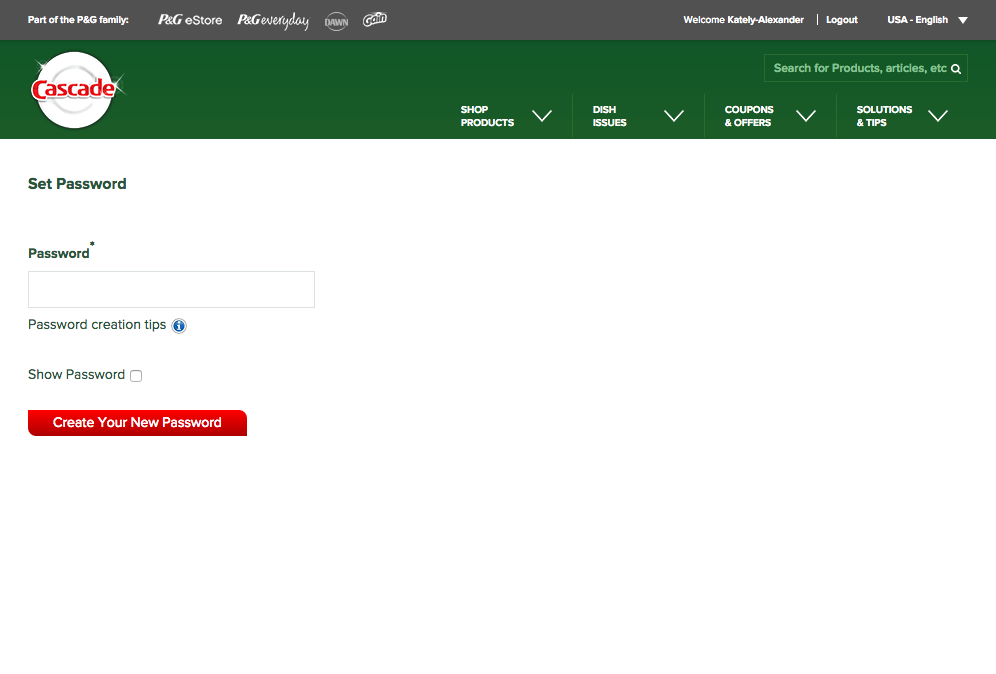 Part of the P&G family:
P&G eStore
P&G everyday
DAWN
Gain
Welcome Kately-Alexander
Logout
USA - English
Cascade
Search for Products, articles, etc
SHOP
PRODUCTS
DISH
ISSUES
COUPONS
& OFFERS
SOLUTIONS
& TIPS
Set Password
Password*
Password creation tips
Show Password
Create Your New Password